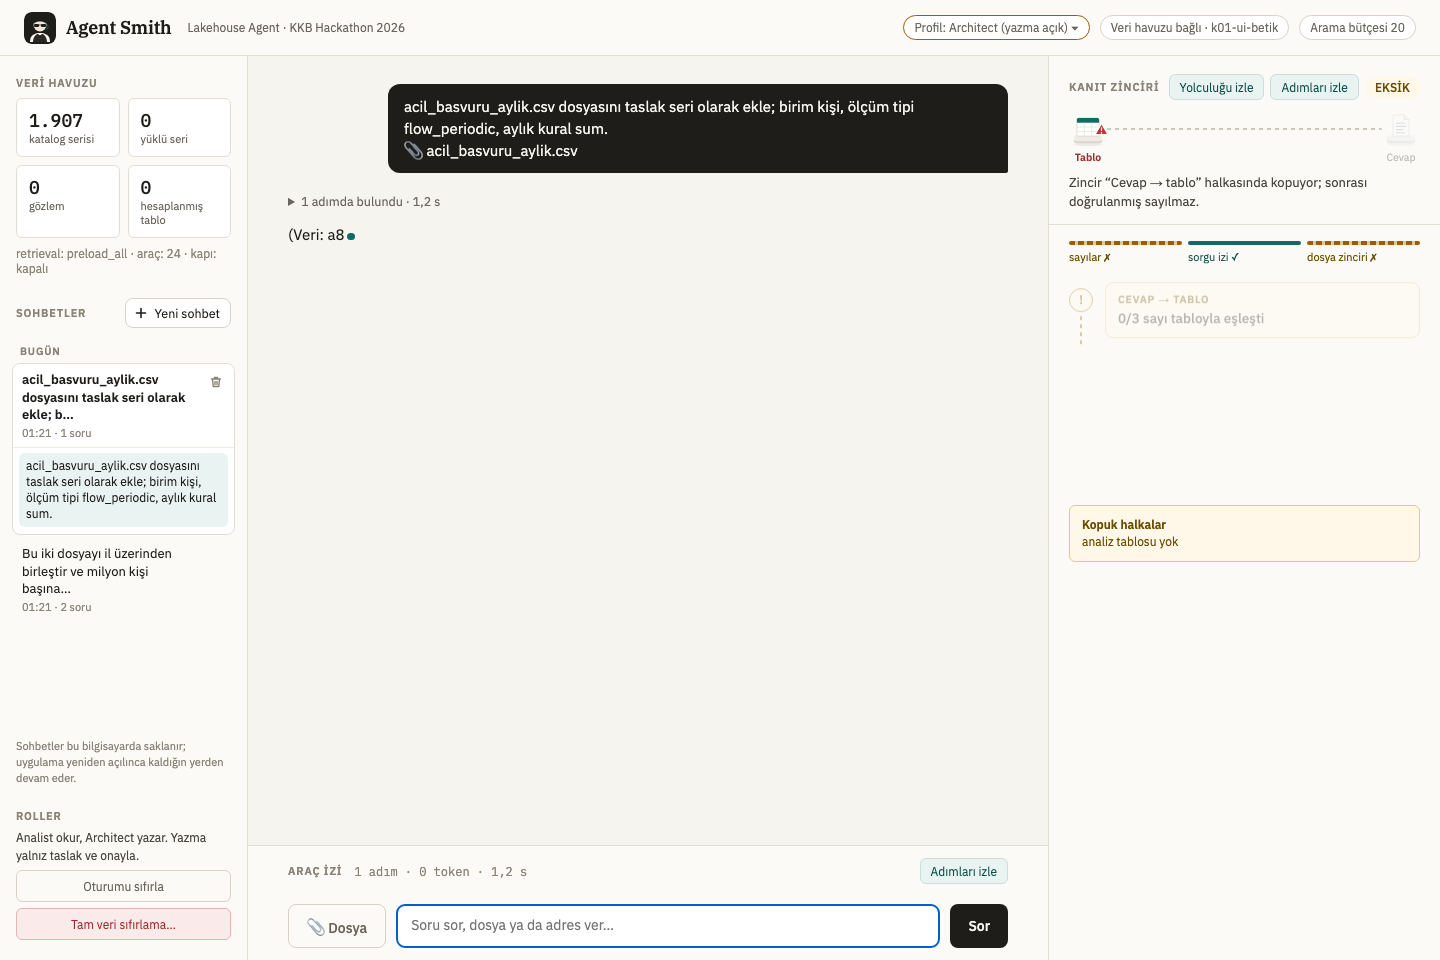 Agent Smith
Lakehouse Agent · KKB Hackathon 2026
Profil: Architect (yazma açık)
Veri havuzu bağlı · k01-ui-betik
Arama bütçesi 20
VERİ HAVUZU
1.907
katalog serisi
0
yüklü seri
0
gözlem
0
hesaplanmış
tablo
retrieval: preload_all · araç: 24 · kapı:
kapalı
SOHBETLER
+ Yeni sohbet
BUGÜN
acil_basvuru_aylik.csv
dosyasını taslak seri olarak
ekle; b...
01:21 · 1 soru
acil_basvuru_aylik.csv dosyasını
taslak seri olarak ekle; birim kişi,
ölçüm tipi flow_periodic, aylık kural
sum.
Bu iki dosyayı il üzerinden
birleştir ve milyon kişi
başına...
01:21 · 2 soru
Sohbetler bu bilgisayarda saklanır;
uygulama yeniden açılınca kaldığın yerden
devam eder.
ROLLER
Analist okur, Architect yazar. Yazma
yalnız taslak ve onayla.
Oturumu sıfırla
Tam veri sıfırlama...
acil_basvuru_aylik.csv dosyasını taslak seri olarak ekle; birim kişi, ölçüm tipi
flow_periodic, aylık kural sum.
📎 acil_basvuru_aylik.csv
▶ 1 adımda bulundu · 1,2 s
(Veri: a8
ARAÇ İZİ 1 adım · 0 token · 1,2 s
Adımları izle
📎 Dosya
Soru sor, dosya ya da adres ver...
Sor
KANIT ZİNCİRİ
Yolculuğu izle
Adımları izle
EKSİK
Tablo
Cevap
Zincir “Cevap → tablo” halkasında kopuyor; sonrası
doğrulanmış sayılmaz.
sayılar ✗
sorgu izi ✓
dosya zinciri ✗
!
CEVAP → TABLO
0/3 sayı tabloyla eşleşti
Kopuk halkalar
analiz tablosu yok